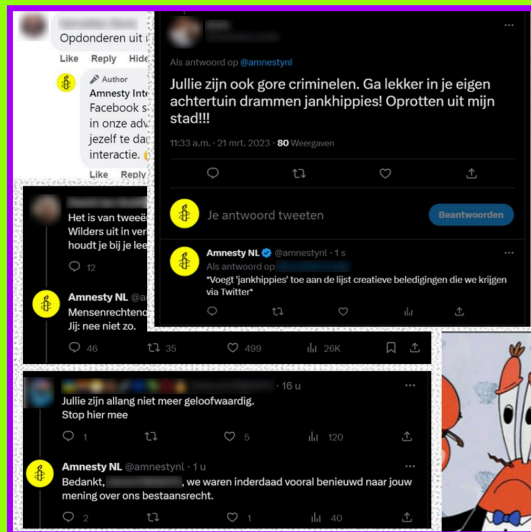 Opdonderen uit
Like Reply Hide
Author
Amnesty Inte
Facebook s
in onze adv
jezelf te da
interactie.
Like Reply
Als antwoord op @amnestynl
Jullie zijn ook gore criminelen. Ga lekker in je eigen
achtertuin drammen jankhippies! Oprotten uit mijn
stad!!!
11:33 a.m. · 21 mrt. 2023 · 80 Weergaven
Je antwoord tweeten
Beantwoorden
Amnesty NL @amnestynl · 1 s
Als antwoord op
*Voegt 'jankhippies' toe aan de lijst creatieve beledigingen die we krijgen
via Twitter*
Het is van tweeë
Wilders uit in ver
houdt je bij je lee
12
Amnesty NL @a
Mensenrechteno
Jij: nee niet zo.
46 35 499 26K
· 16 u
Jullie zijn allang niet meer geloofwaardig.
Stop hier mee
1 5 120
Amnesty NL @amnestynl · 1 u
Bedankt, , we waren inderdaad vooral benieuwd naar jouw
mening over ons bestaansrecht.
2 1 40